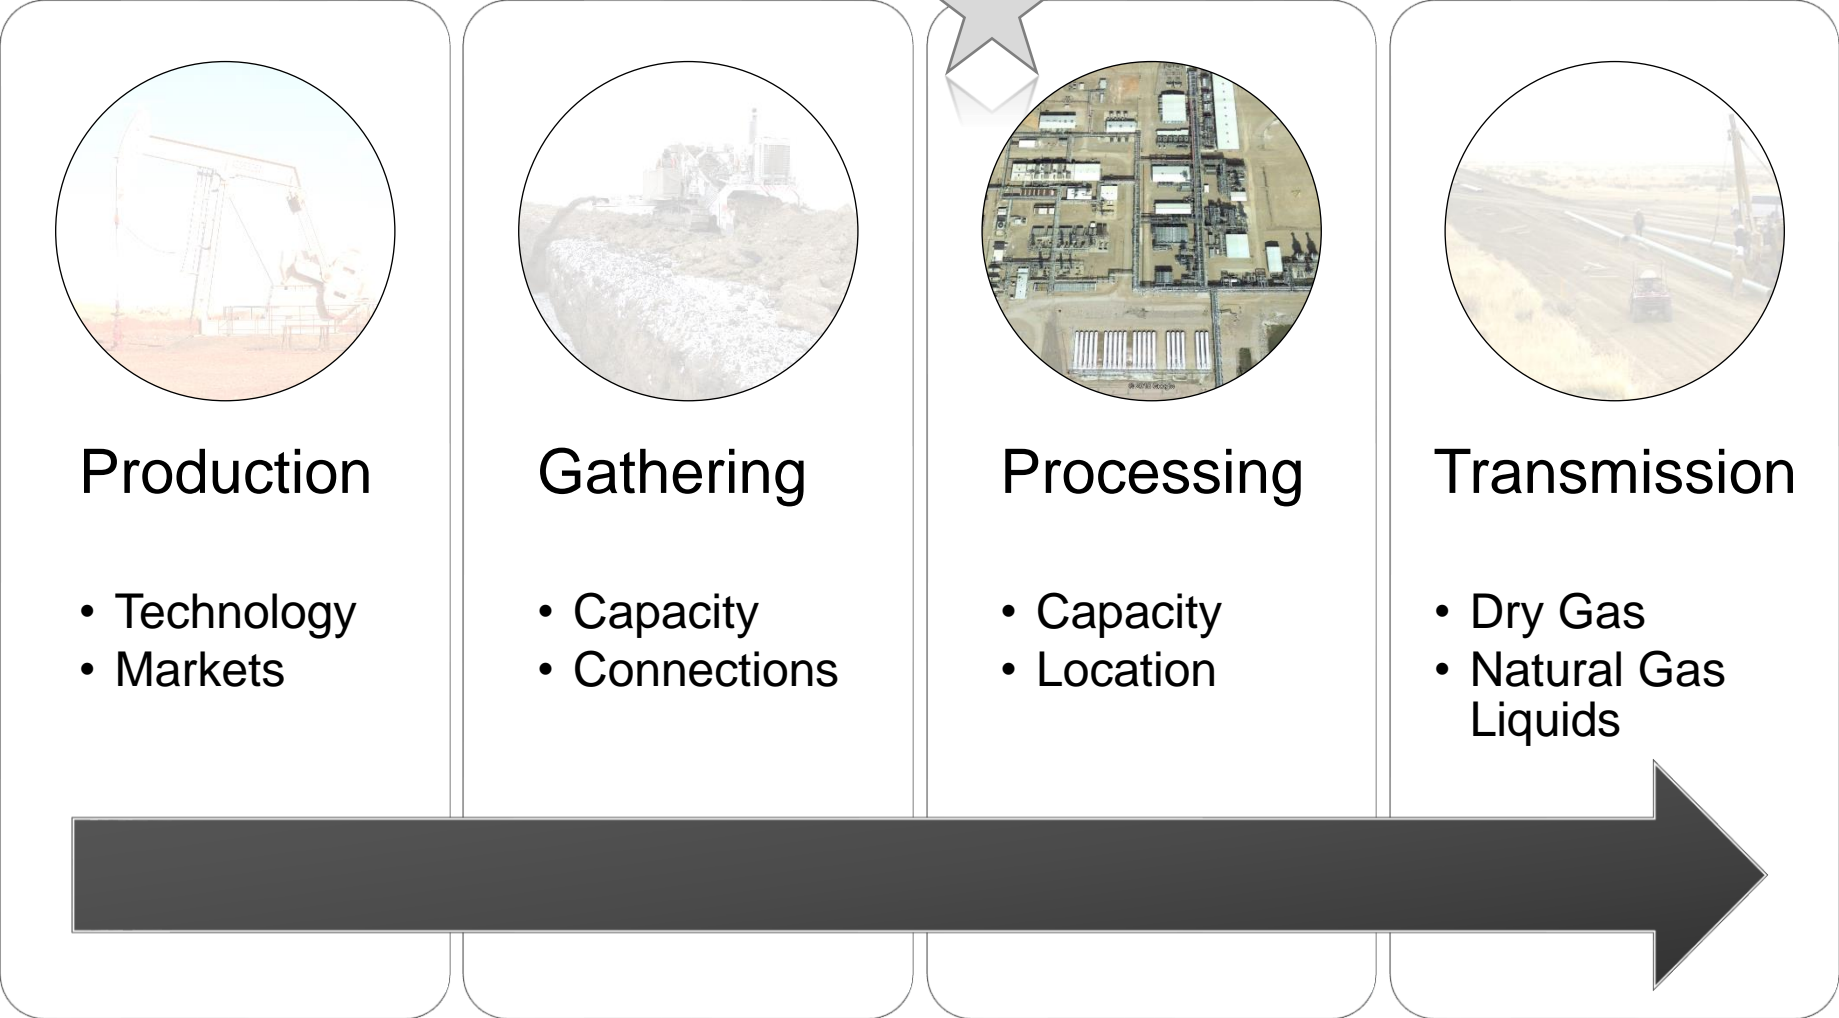 Production
Gathering
Processing
Transmission
• Technology
• Markets
• Capacity
• Connections
• Capacity
• Location
• Dry Gas
• Natural Gas
Liquids